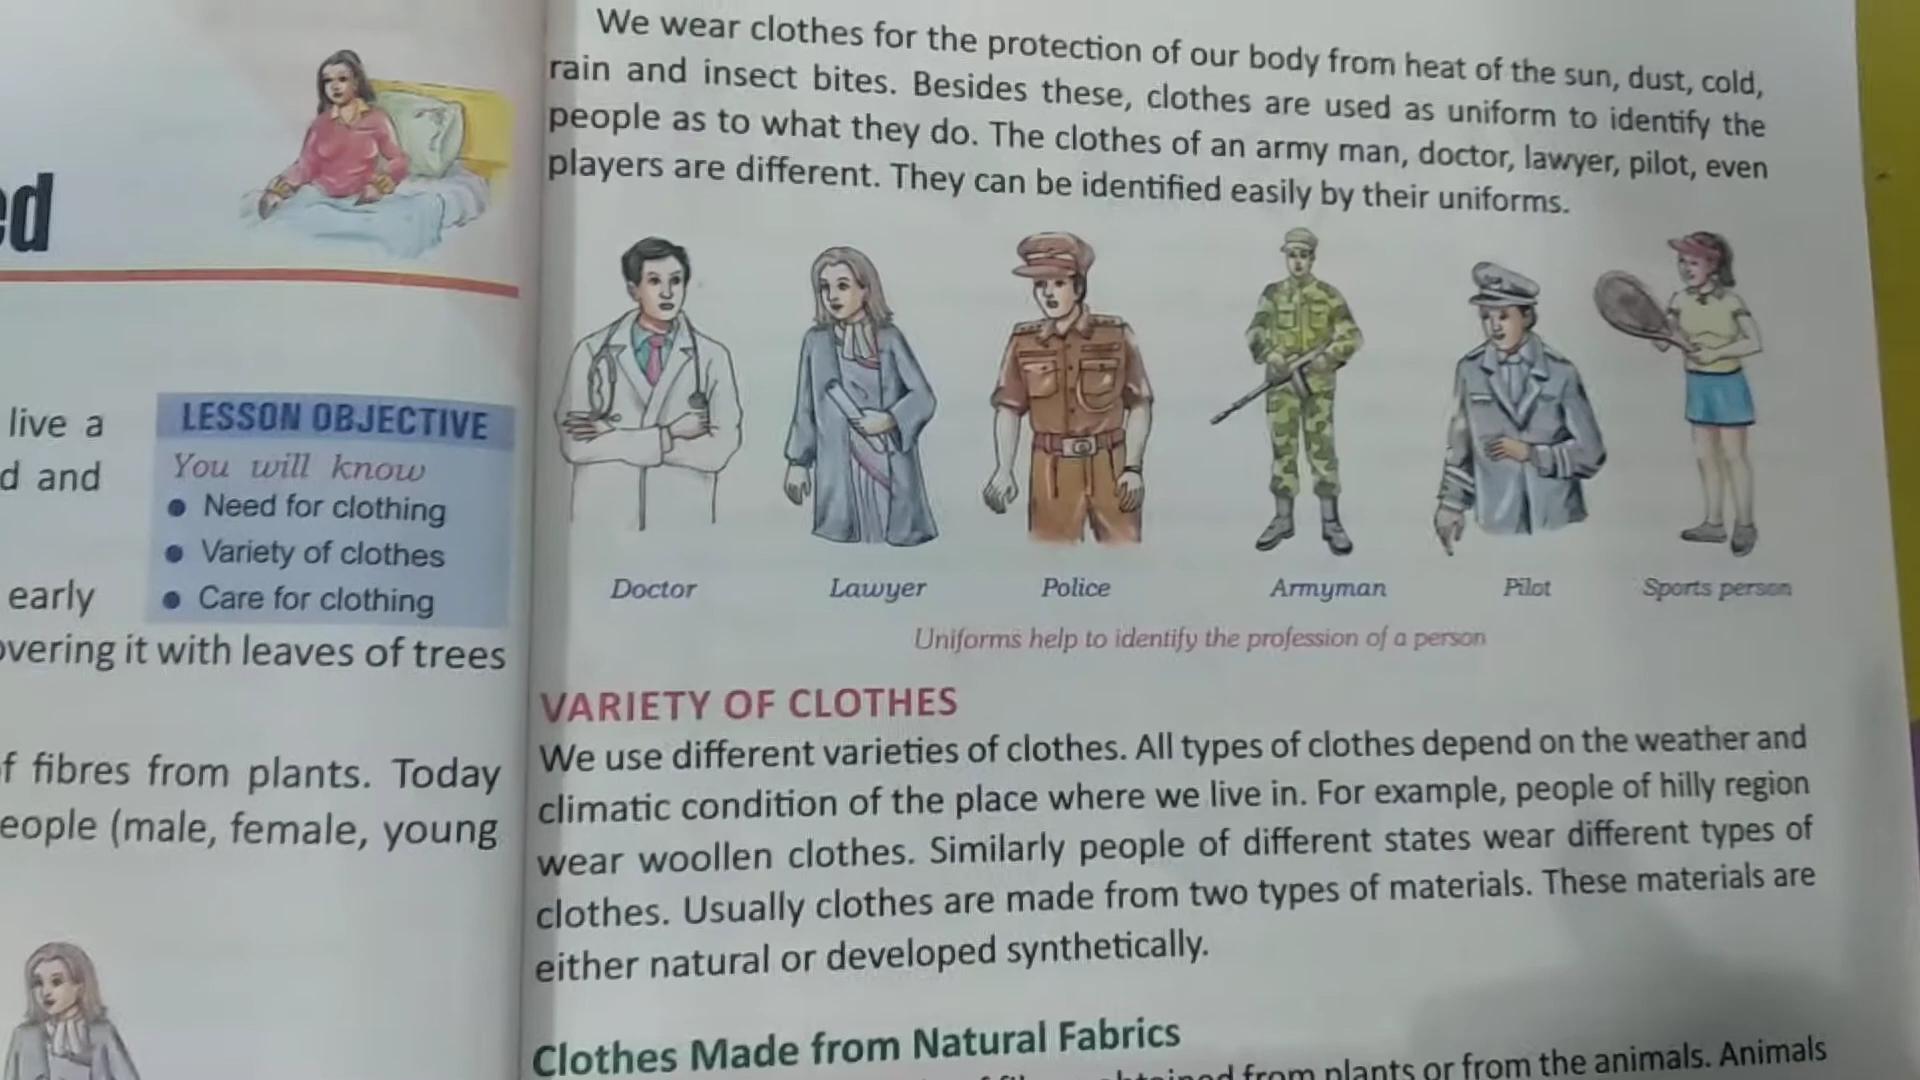 ed
live a
d and
LESSON OBJECTIVE
You will know
Need for clothing
Variety of clothes
Care for clothing
early
overing it with leaves of trees
f fibres from plants. Today
eople (male, female, young
We wear clothes for the protection of our body from heat of the sun, dust, cold,
rain and insect bites. Besides these, clothes are used as uniform to identify the
people as to what they do. The clothes of an army man, doctor, lawyer, pilot, even
players are different. They can be identified easily by their uniforms.
Doctor
Lawyer
Police
Armyman
Pilot
Sports person
Uniforms help to identify the profession of a person
VARIETY OF CLOTHES
We use different varieties of clothes. All types of clothes depend on the weather and
climatic condition of the place where we live in. For example, people of hilly region
wear woollen clothes. Similarly people of different states wear different types of
clothes. Usually clothes are made from two types of materials. These materials are
either natural or developed synthetically.
Clothes Made from Natural Fabrics
from plants or from the animals. Animals